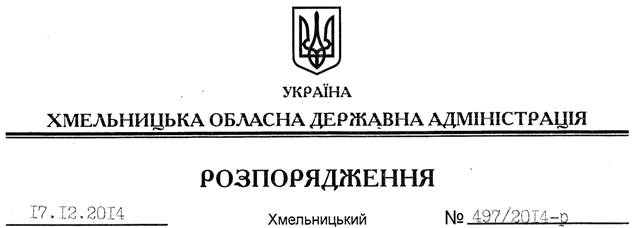 УКРАЇНА
ХМЕЛЬНИЦЬКА ОБЛАСНА ДЕРЖАВНА АДМІНІСТРАЦІЯ
РОЗПОРЯДЖЕННЯ
17.12.2014 Хмельницький № 497/2014-р